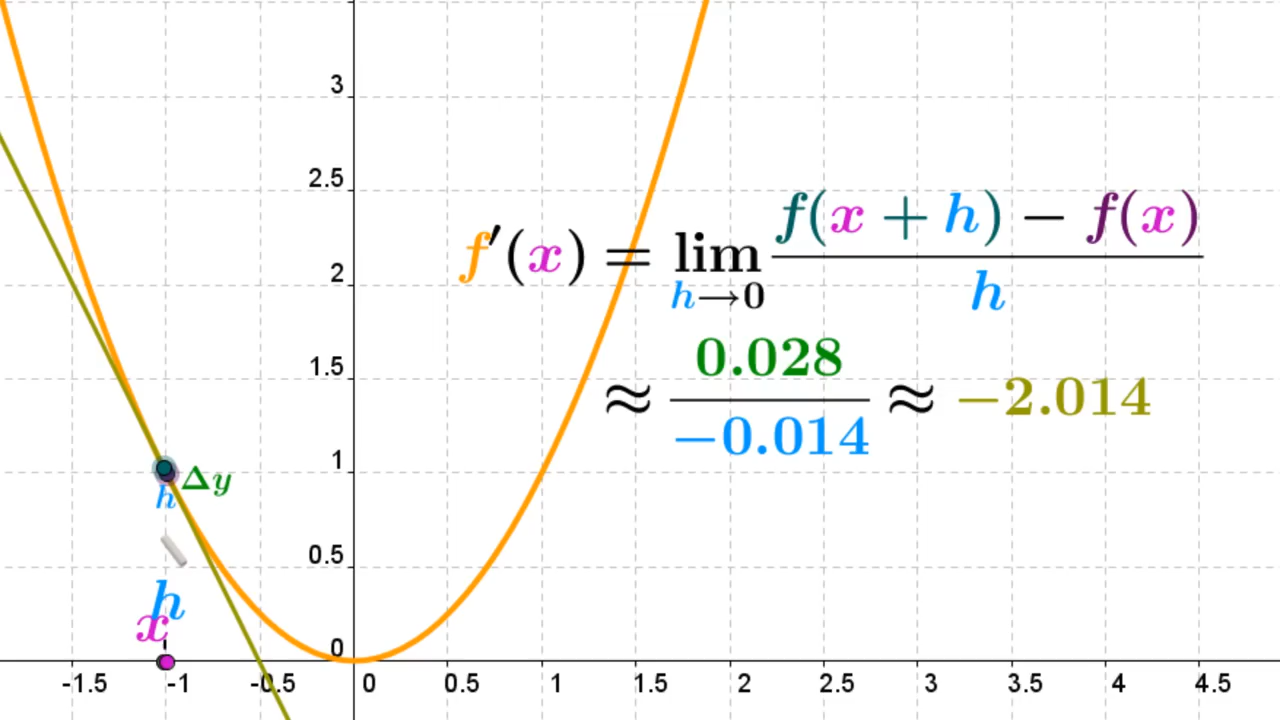 3
2.5
f′(x) = lim h→0 f(x + h) − f(x) / h
2
1.5
≈ 0.028 / −0.014 ≈ −2.014
1
Δy
h
0.5
h
x
0
-1.5 -1 -0.5 0 0.5 1 1.5 2 2.5 3 3.5 4 4.5